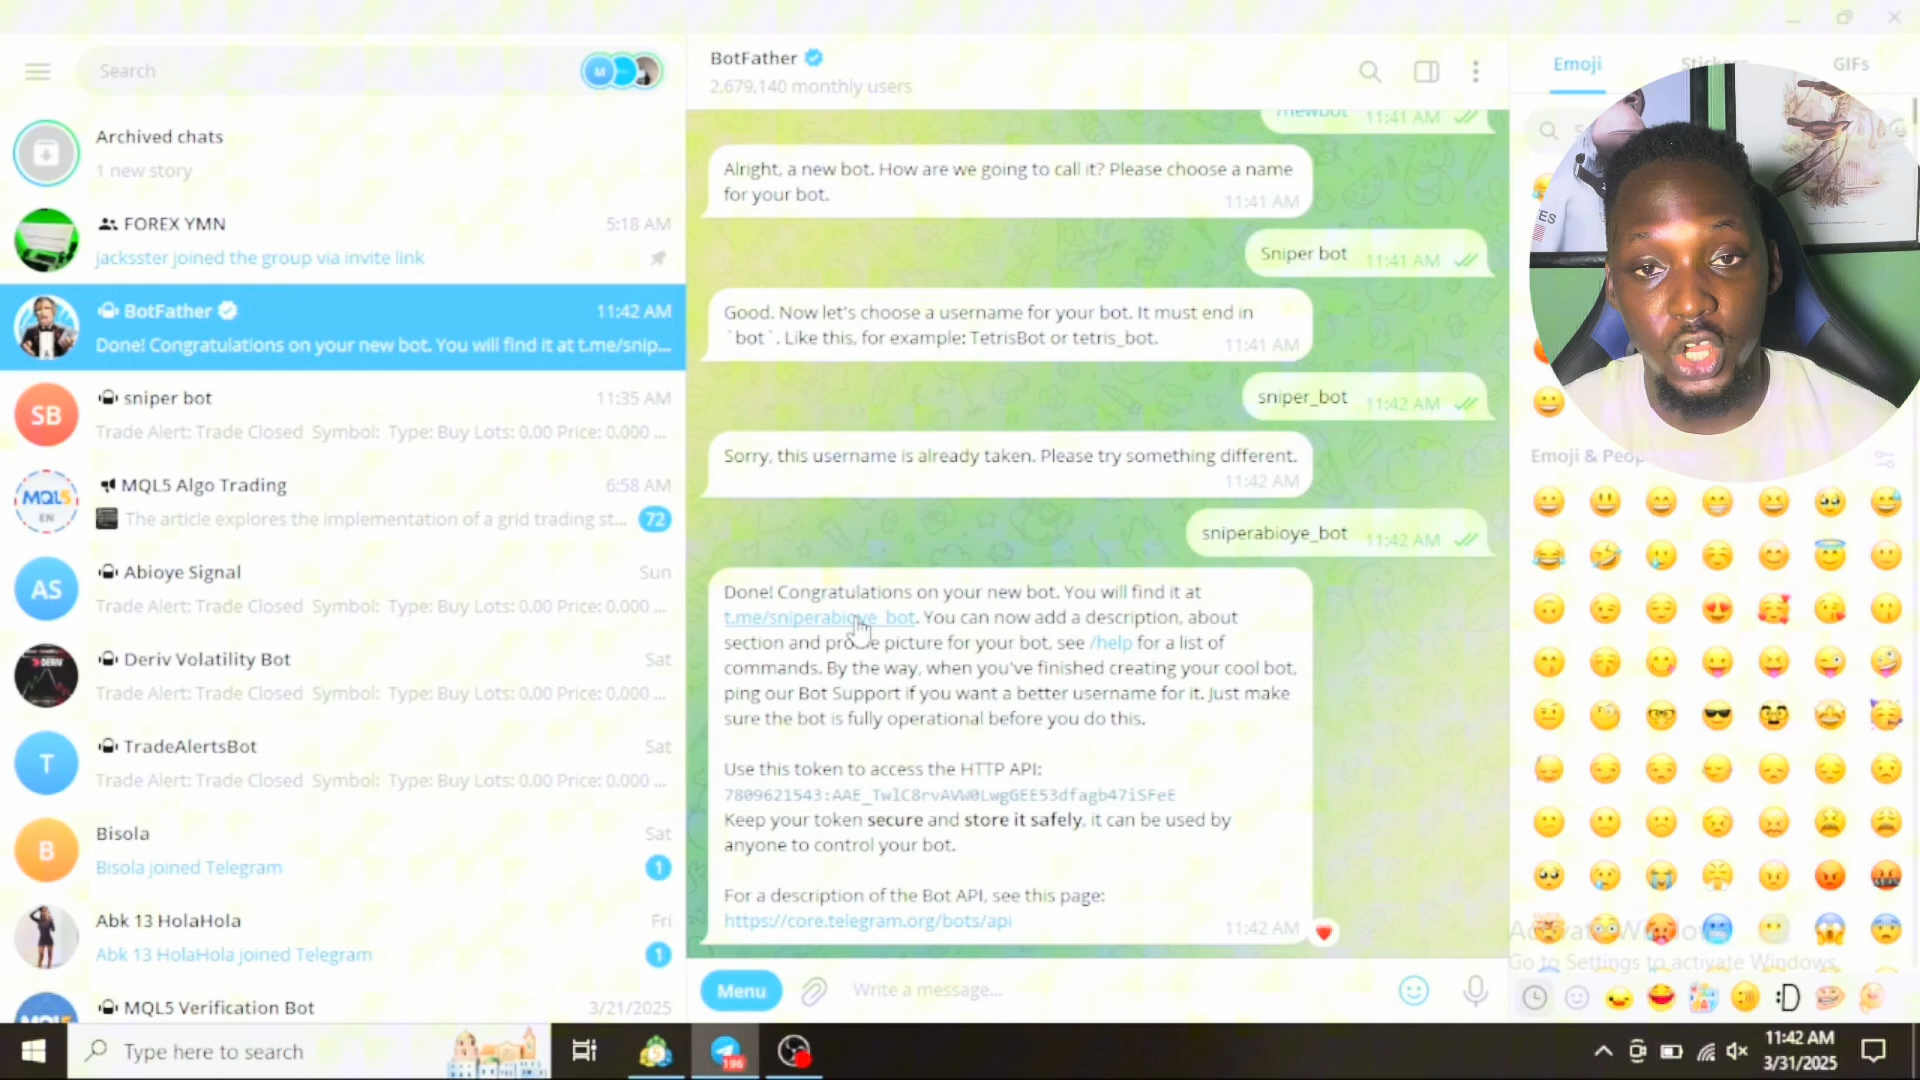 Search
M
Archived chats
1 new story
FOREX YMN
5:18 AM
jacksster joined the group via invite link
BotFather
11:42 AM
Done! Congratulations on your new bot. You will find it at t.me/snip...
SB
sniper bot
11:35 AM
Trade Alert: Trade Closed Symbol: Type: Buy Lots: 0.00 Price: 0.000 ...
MQL5
EN
MQL5 Algo Trading
6:58 AM
The article explores the implementation of a grid trading st...
72
AS
Abioye Signal
Sun
Trade Alert: Trade Closed Symbol: Type: Buy Lots: 0.00 Price: 0.000 ...
DERIV
Deriv Volatility Bot
Sat
Trade Alert: Trade Closed Symbol: Type: Buy Lots: 0.00 Price: 0.000 ...
T
TradeAlertsBot
Sat
Trade Alert: Trade Closed Symbol: Type: Buy Lots: 0.00 Price: 0.000 ...
B
Bisola
Sat
Bisola joined Telegram
1
Abk 13 HolaHola
Fri
Abk 13 HolaHola joined Telegram
1
MQL5 Verification Bot
3/21/2025
BotFather
2,679,140 monthly users
/newbot 11:41 AM
Alright, a new bot. How are we going to call it? Please choose a name
for your bot.
11:41 AM
Sniper bot 11:41 AM
Good. Now let's choose a username for your bot. It must end in
`bot`. Like this, for example: TetrisBot or tetris_bot.
11:41 AM
sniper_bot 11:42 AM
Sorry, this username is already taken. Please try something different.
11:42 AM
sniperabioye_bot 11:42 AM
Done! Congratulations on your new bot. You will find it at
t.me/sniperabioye_bot. You can now add a description, about
section and profile picture for your bot, see /help for a list of
commands. By the way, when you've finished creating your cool bot,
ping our Bot Support if you want a better username for it. Just make
sure the bot is fully operational before you do this.
Use this token to access the HTTP API:
7809621543:AAE_TwlC8rvAVW0LwgGEE53dfagb47iSFeE
Keep your token secure and store it safely, it can be used by
anyone to control your bot.
For a description of the Bot API, see this page:
https://core.telegram.org/bots/api
11:42 AM
Menu
Write a message...
Emoji
Stickers
GIFs
Emoji & Peop
Activate Windows
Go to Settings to activate Windows.
Type here to search
196
11:42 AM
3/31/2025